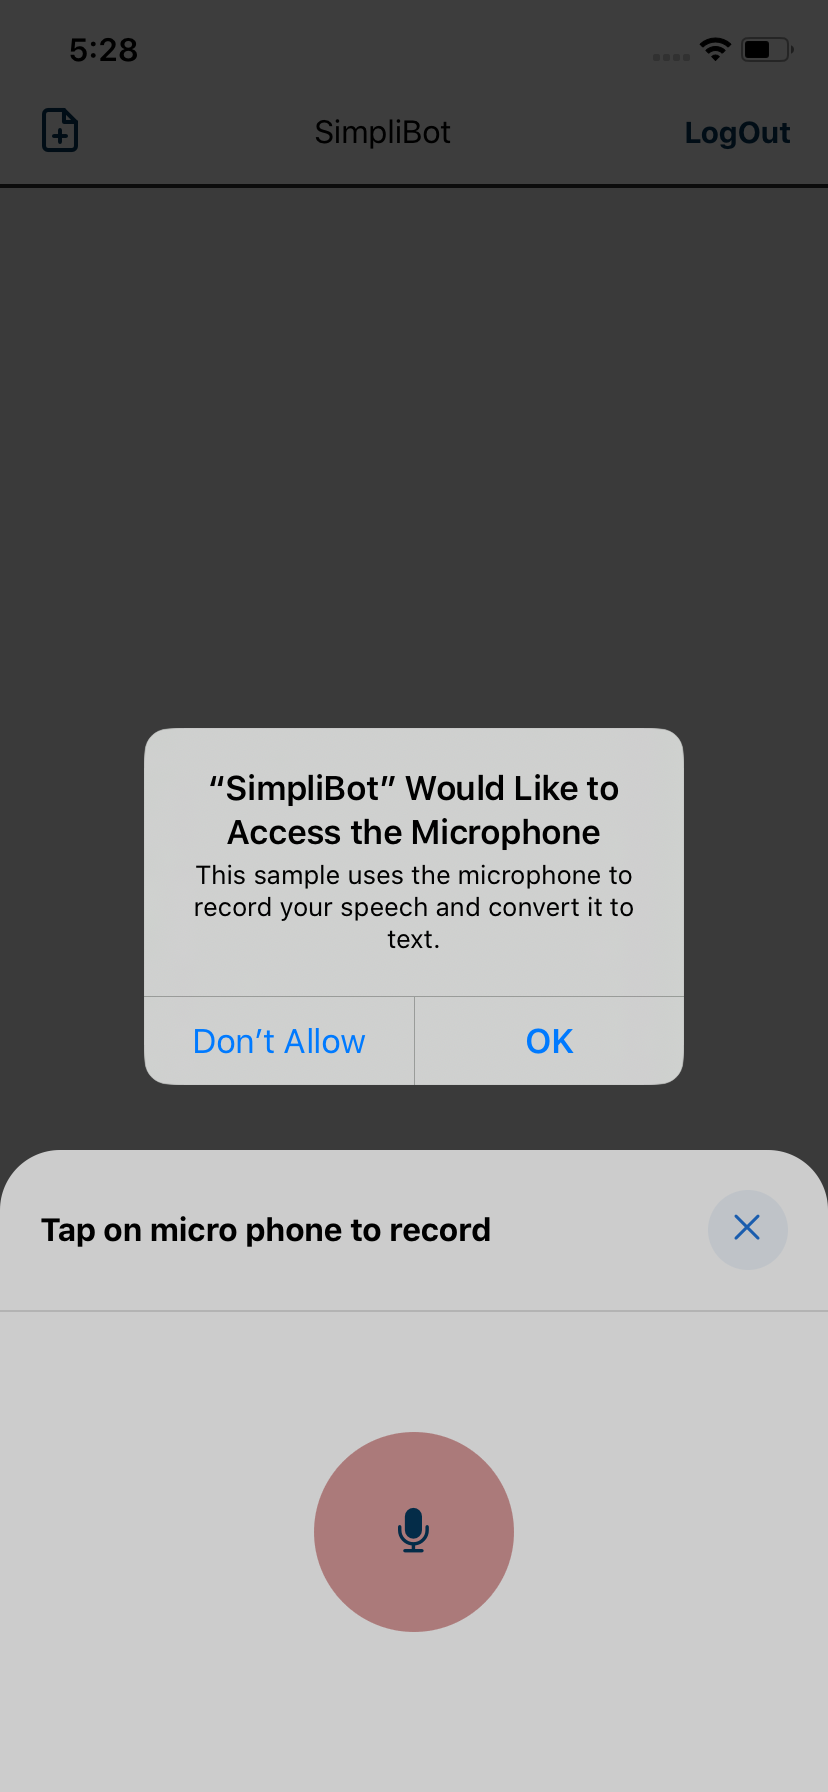 5:28
SimpliBot
LogOut
“SimpliBot” Would Like to
Access the Microphone
This sample uses the microphone to
record your speech and convert it to
text.
Don’t Allow
OK
Tap on micro phone to record